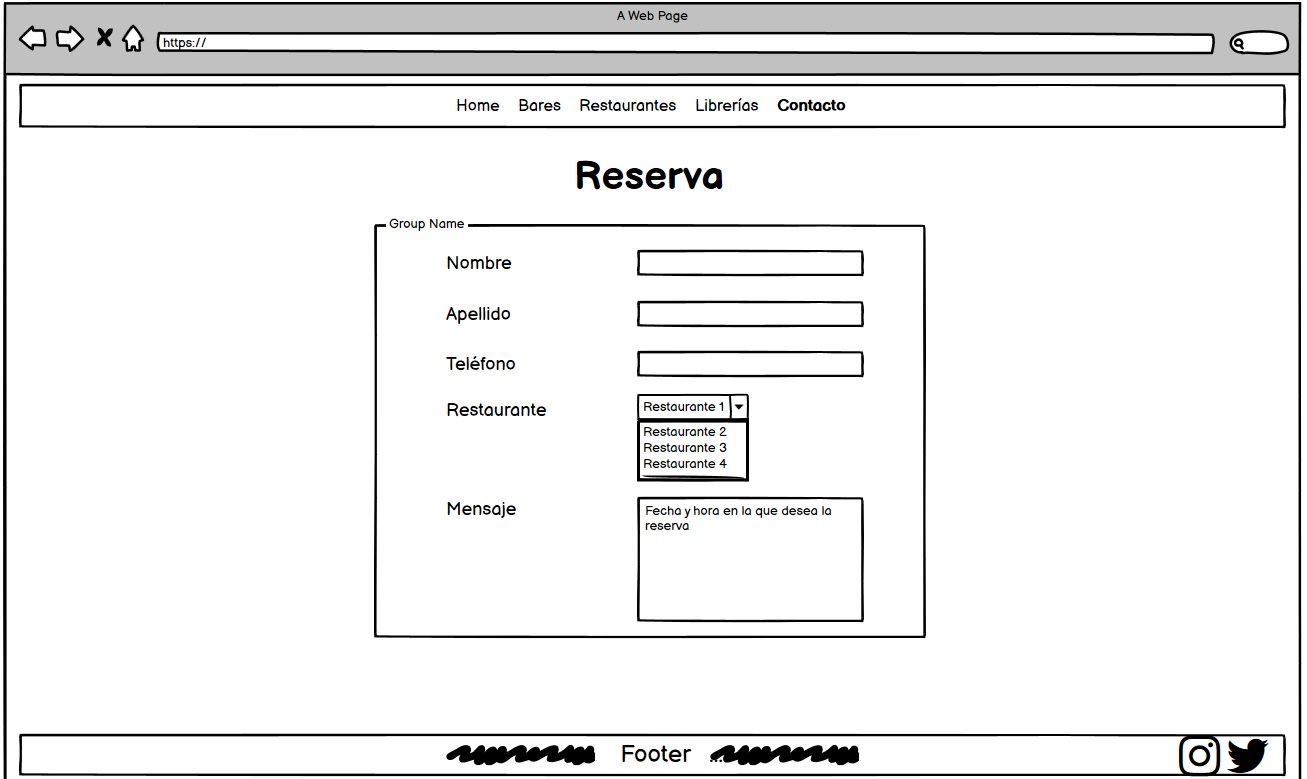 A Web Page
https://
Home Bares Restaurantes Librerías Contacto
Reserva
Group Name
Nombre
Apellido
Teléfono
Restaurante
Restaurante 1
Restaurante 2
Restaurante 3
Restaurante 4
Mensaje
Fecha y hora en la que desea la
reserva
Footer